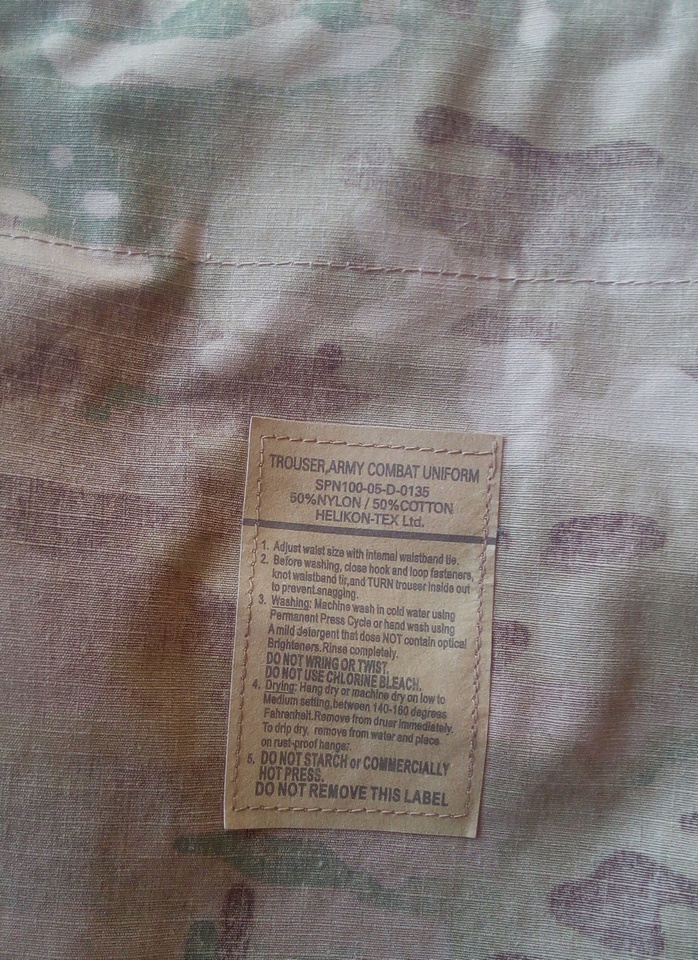 TROUSER,ARMY COMBAT UNIFORM
SPN100-05-D-0135
50%NYLON / 50%COTTON
HELIKON-TEX Ltd.
1. Adjust waist size with internal waistband tie.
2. Before washing, close hook and loop fasteners,
knot waistband tir,and TURN trouser inside out
to prevent.snagging.
3. Washing: Machine wash in cold water using
Permanent Press Cycle or hand wash using
A mild detergent that dose NOT contain optical
Brighteners.Rinse completely.
DO NOT WRING OR TWIST.
DO NOT USE CHLORINE BLEACH.
4. Drying: Hang dry or machine dry on low to
Medium setting,between 140-160 degrees
Fahrenheit.Remove from druer immediately.
To drip dry, remove from water and place
on rust-proof hanger.
5. DO NOT STARCH or COMMERCIALLY
HOT PRESS.
DO NOT REMOVE THIS LABEL